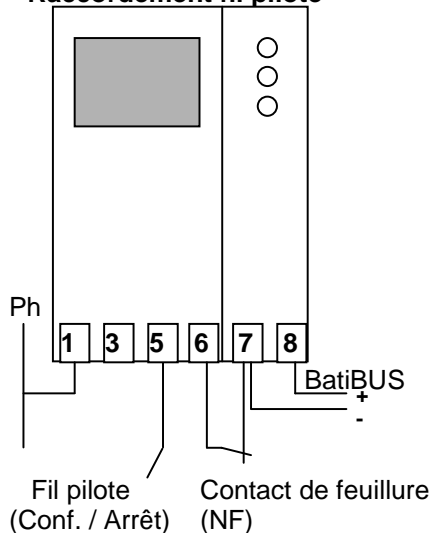 Raccordement fil pilote
Ph
1 3 5 6 7 8
BatiBUS
+
-
Fil pilote Contact de feuillure
(Conf. / Arrêt) (NF)